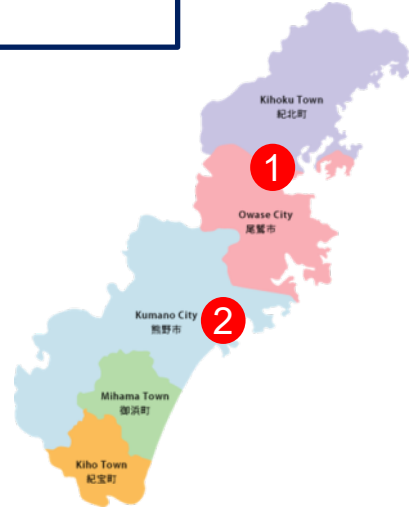 Kihoku Town
紀北町
1
Owase City
尾鷲市
Kumano City
熊野市
2
Mihama Town
御浜町
Kiho Town
紀宝町